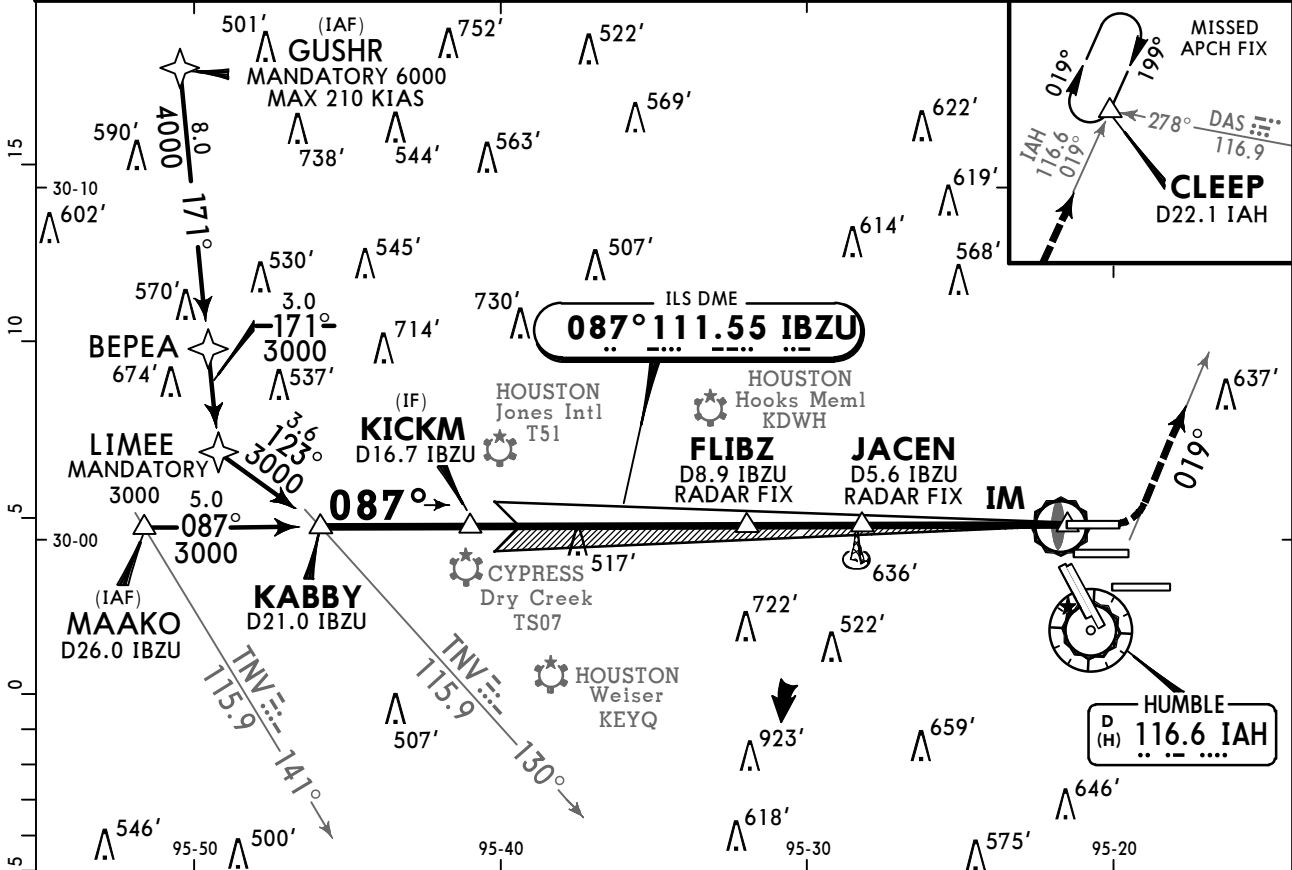 501'
(IAF)
GUSHR
MANDATORY 6000
MAX 210 KIAS
752'
522'
569'
622'
590'
738'
544'
563'
8.0
4000
171°
MISSED
APCH FIX
019°
199°
IAH
116.6
019°
278°
DAS
116.9
CLEEP
D22.1 IAH
15
30-10
602'
619'
614'
568'
530'
545'
507'
570'
3.0
171°
3000
730'
ILS DME
087° 111.55 IBZU
10
BEPEA
714'
674'
537'
HOUSTON
Jones Intl
T51
HOUSTON
Hooks Meml
KDWH
637'
LIMEE
MANDATORY
3000
3.6
123°
3000
(IF)
KICKM
D16.7 IBZU
FLIBZ
D8.9 IBZU
RADAR FIX
JACEN
D5.6 IBZU
RADAR FIX
IM
019°
5
30-00
5.0
087°
3000
087°
517'
636'
(IAF)
MAAKO
D26.0 IBZU
KABBY
D21.0 IBZU
CYPRESS
Dry Creek
TS07
722'
522'
TNV
115.9
141°
TNV
115.9
130°
HOUSTON
Weiser
KEYQ
0
507'
923'
659'
HUMBLE
D
(H)
116.6 IAH
646'
546'
500'
618'
575'
5
95-50
95-40
95-30
95-20